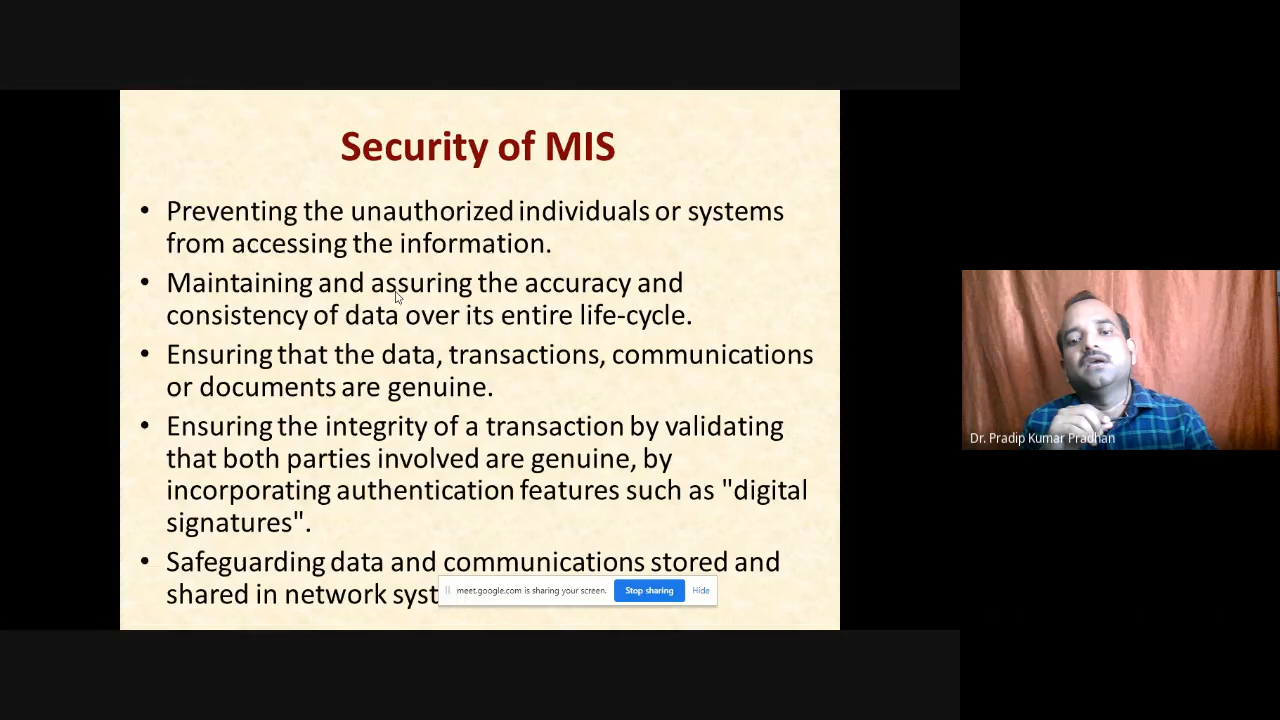 Security of MIS
• Preventing the unauthorized individuals or systems
from accessing the information.
• Maintaining and assuring the accuracy and
consistency of data over its entire life-cycle.
• Ensuring that the data, transactions, communications
or documents are genuine.
• Ensuring the integrity of a transaction by validating
that both parties involved are genuine, by
incorporating authentication features such as "digital
signatures".
• Safeguarding data and communications stored and
shared in network syst
meet.google.com is sharing your screen. Stop sharing Hide
Dr. Pradip Kumar Pradhan